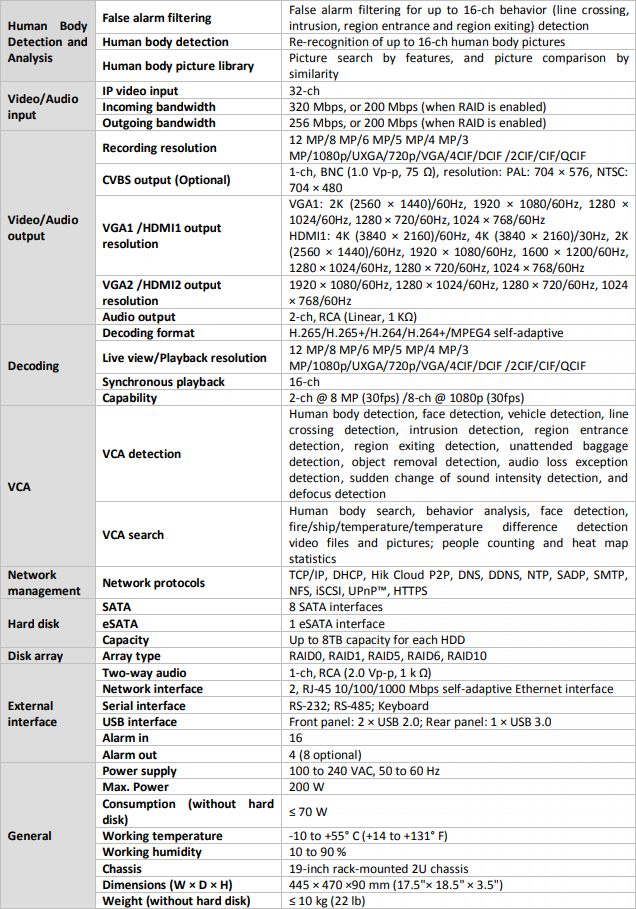 Human Body Detection and Analysis
False alarm filtering
False alarm filtering for up to 16-ch behavior (line crossing,
intrusion, region entrance and region exiting) detection
Human body detection
Re-recognition of up to 16-ch human body pictures
Human body picture library
Picture search by features, and picture comparison by
similarity
Video/Audio
input
IP video input
32-ch
Incoming bandwidth
320 Mbps, or 200 Mbps (when RAID is enabled)
Outgoing bandwidth
256 Mbps, or 200 Mbps (when RAID is enabled)
Video/Audio
output
Recording resolution
12 MP/8 MP/6 MP/5 MP/4 MP/3
MP/1080p/UXGA/720p/VGA/4CIF/DCIF /2CIF/CIF/QCIF
CVBS output (Optional)
1-ch, BNC (1.0 Vp-p, 75 Ω), resolution: PAL: 704 × 576, NTSC:
704 × 480
VGA1 /HDMI1 output
resolution
VGA1: 2K (2560 × 1440)/60Hz, 1920 × 1080/60Hz, 1280 ×
1024/60Hz, 1280 × 720/60Hz, 1024 × 768/60Hz
HDMI1: 4K (3840 × 2160)/60Hz, 4K (3840 × 2160)/30Hz, 2K
(2560 × 1440)/60Hz, 1920 × 1080/60Hz, 1600 × 1200/60Hz,
1280 × 1024/60Hz, 1280 × 720/60Hz, 1024 × 768/60Hz
VGA2 /HDMI2 output
resolution
1920 × 1080/60Hz, 1280 × 1024/60Hz, 1280 × 720/60Hz, 1024
× 768/60Hz
Audio output
2-ch, RCA (Linear, 1 KΩ)
Decoding
Decoding format
H.265/H.265+/H.264/H.264+/MPEG4 self-adaptive
Live view/Playback resolution
12 MP/8 MP/6 MP/5 MP/4 MP/3
MP/1080p/UXGA/720p/VGA/4CIF/DCIF /2CIF/CIF/QCIF
Synchronous playback
16-ch
Capability
2-ch @ 8 MP (30fps) /8-ch @ 1080p (30fps)
VCA
VCA detection
Human body detection, face detection, vehicle detection, line
crossing detection, intrusion detection, region entrance
detection, region exiting detection, unattended baggage
detection, object removal detection, audio loss exception
detection, sudden change of sound intensity detection, and
defocus detection
VCA search
Human body search, behavior analysis, face detection,
fire/ship/temperature/temperature difference detection
video files and pictures; people counting and heat map
statistics
Network
management
Network protocols
TCP/IP, DHCP, Hik Cloud P2P, DNS, DDNS, NTP, SADP, SMTP,
NFS, iSCSI, UPnP™, HTTPS
Hard disk
SATA
8 SATA interfaces
eSATA
1 eSATA interface
Capacity
Up to 8TB capacity for each HDD
Disk array
Array type
RAID0, RAID1, RAID5, RAID6, RAID10
External
interface
Two-way audio
1-ch, RCA (2.0 Vp-p, 1 k Ω)
Network interface
2, RJ-45 10/100/1000 Mbps self-adaptive Ethernet interface
Serial interface
RS-232; RS-485; Keyboard
USB interface
Front panel: 2 × USB 2.0; Rear panel: 1 × USB 3.0
Alarm in
16
Alarm out
4 (8 optional)
General
Power supply
100 to 240 VAC, 50 to 60 Hz
Max. Power
200 W
Consumption (without hard
disk)
≤ 70 W
Working temperature
-10 to +55° C (+14 to +131° F)
Working humidity
10 to 90 %
Chassis
19-inch rack-mounted 2U chassis
Dimensions (W × D × H)
445 × 470 ×90 mm (17.5"× 18.5" × 3.5")
Weight (without hard disk)
≤ 10 kg (22 lb)